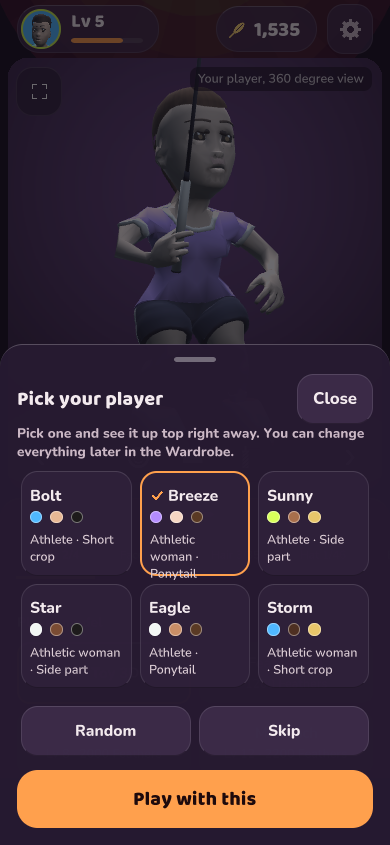 Lv 5
1,535
Your player, 360 degree view
Pick your player
Close
Pick one and see it up top right away. You can change
everything later in the Wardrobe.
Bolt
Athlete · Short
crop
Breeze
Athletic
woman ·
Ponytail
Sunny
Athlete · Side
part
Star
Athletic woman
· Side part
Eagle
Athlete ·
Ponytail
Storm
Athletic woman
· Short crop
Random
Skip
Play with this